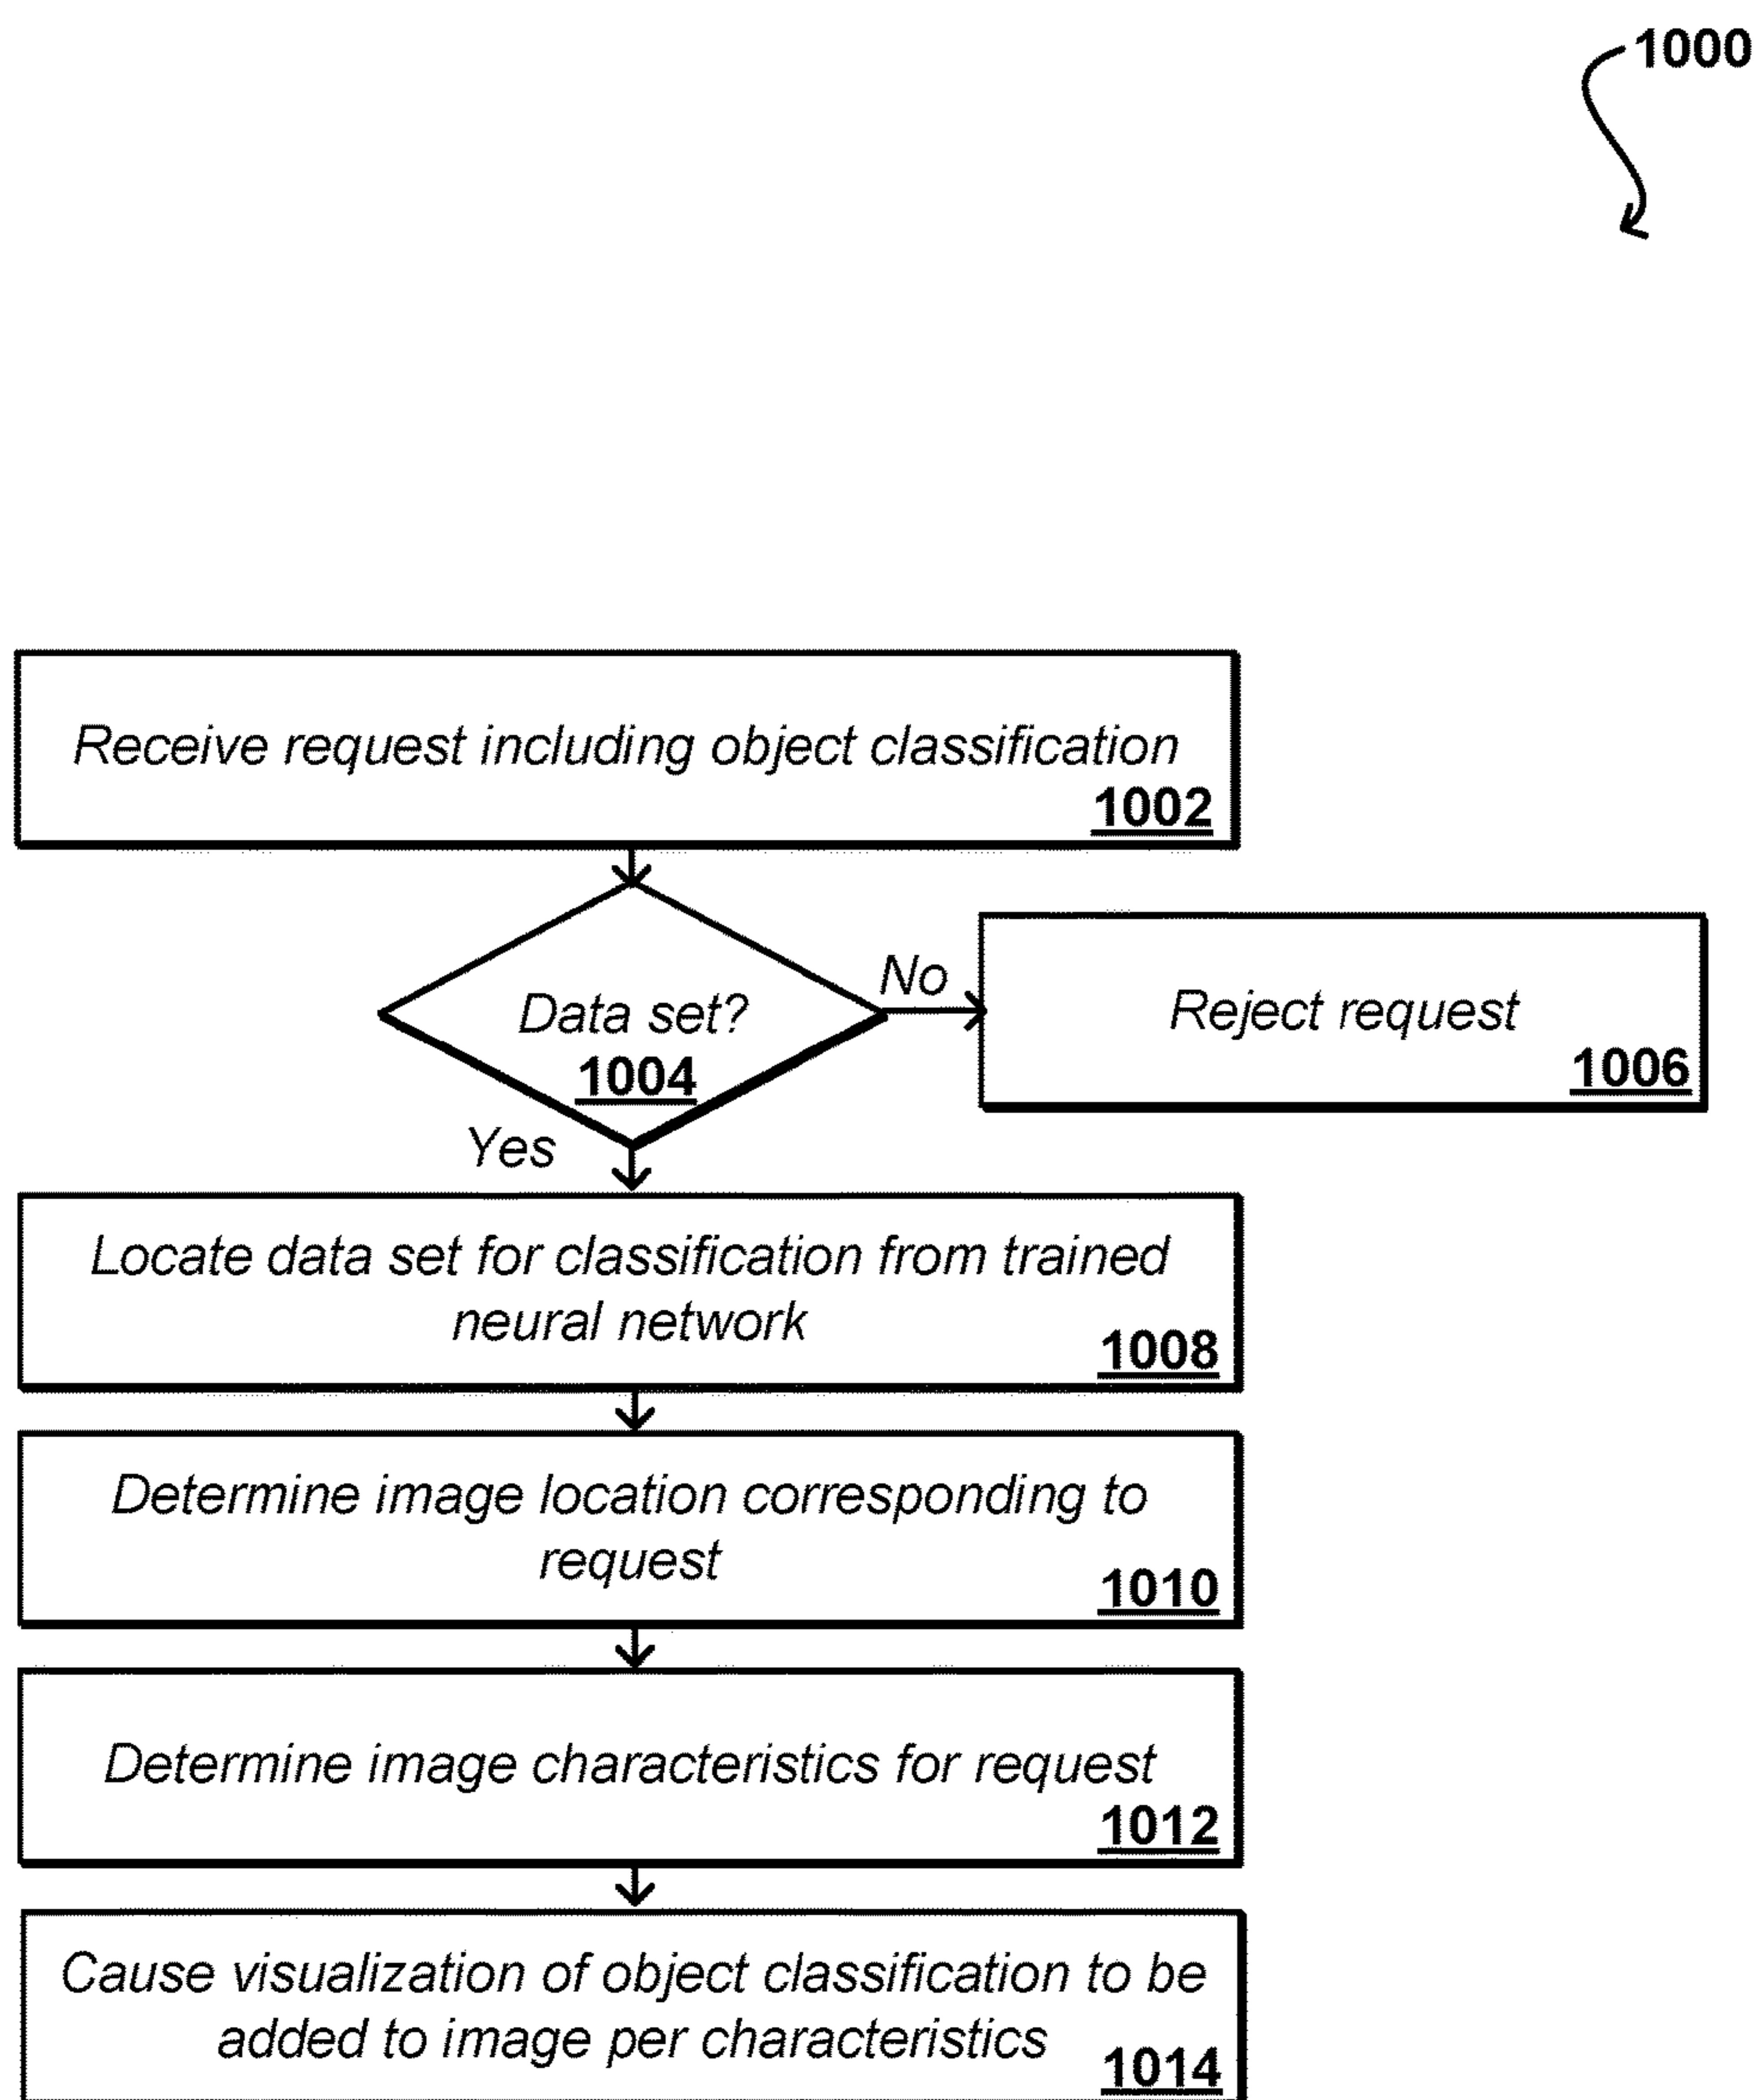 1000
Receive request including object classification
1002
Data set?
1004
No
Reject request
1006
Yes
Locate data set for classification from trained
neural network
1008
Determine image location corresponding to
request
1010
Determine image characteristics for request
1012
Cause visualization of object classification to be
added to image per characteristics
1014